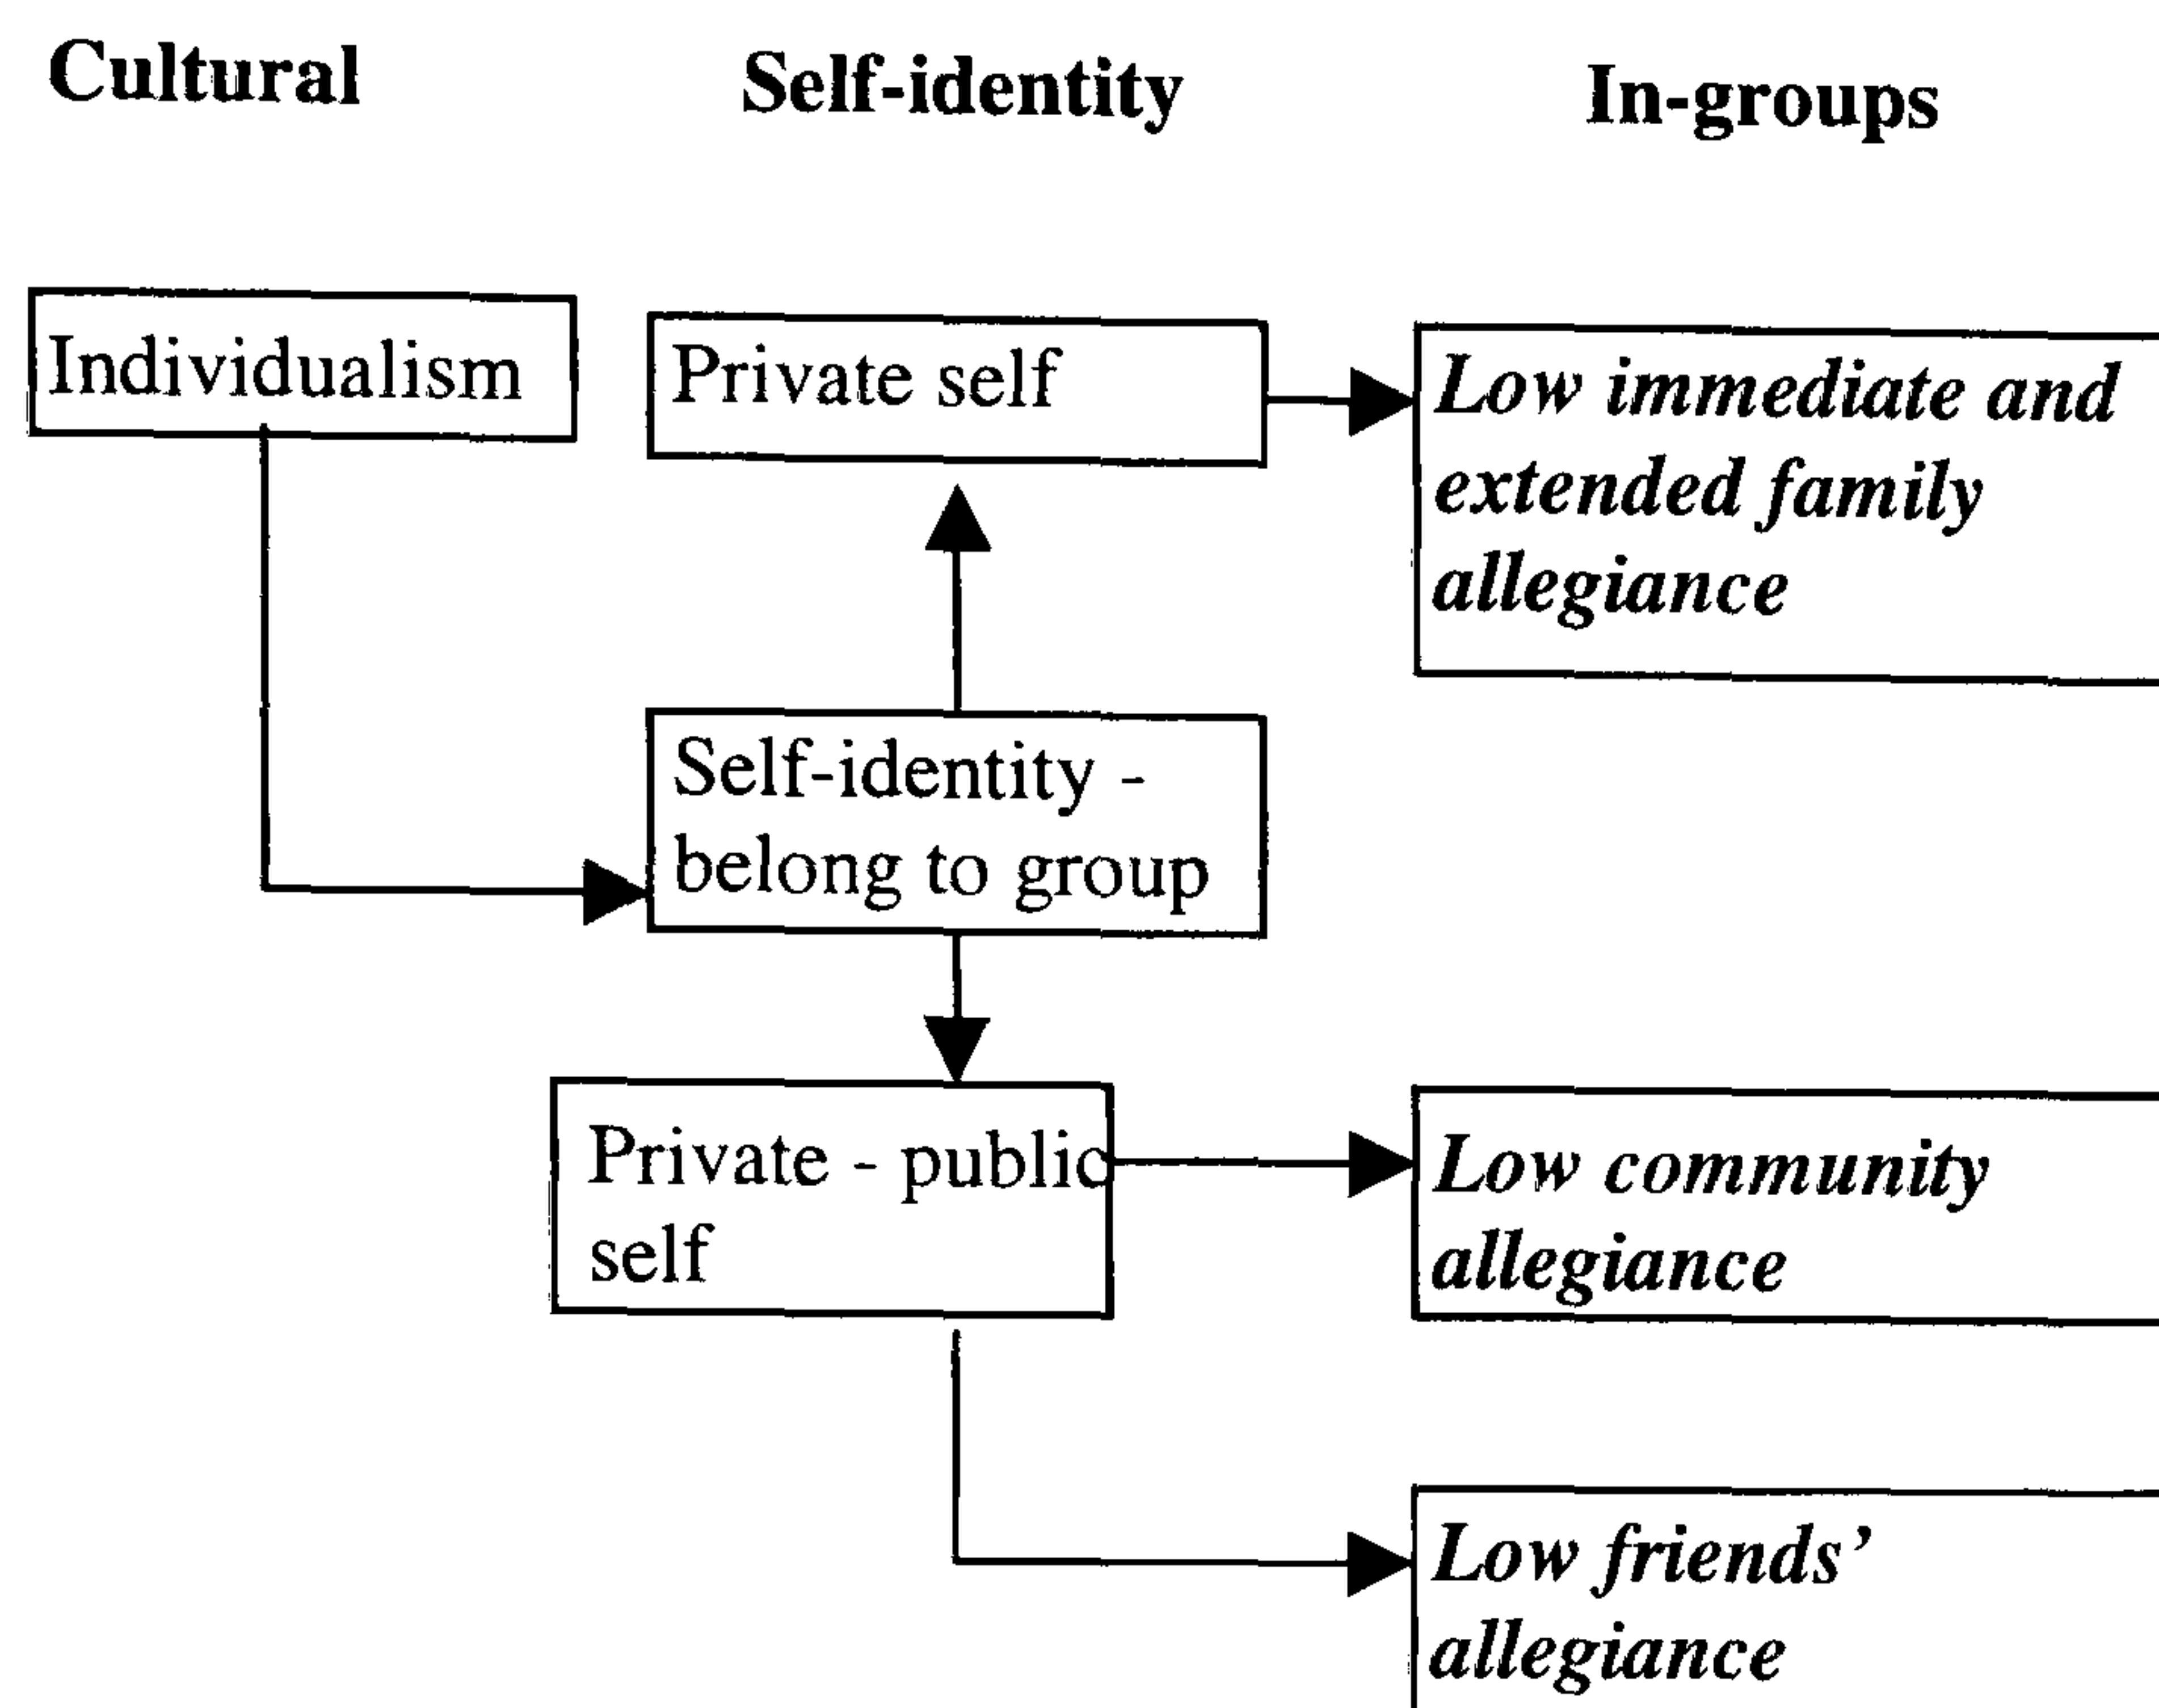 Cultural
Self-identity
In-groups
Individualism
Private self
Low immediate and
extended family
allegiance
Self-identity -
belong to group
Private - public
self
Low community
allegiance
Low friends’
allegiance